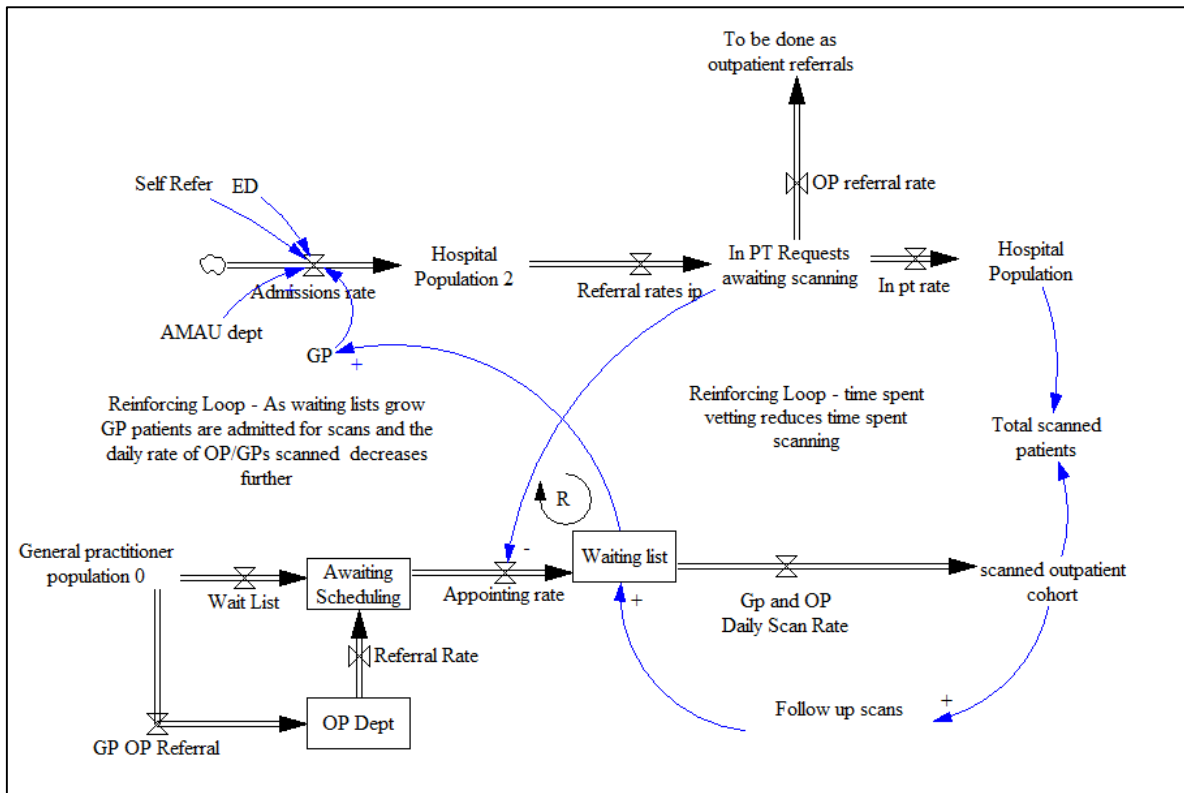 To be done as
outpatient referrals
Self Refer
ED
OP referral rate
Hospital
Population 2
In PT Requests
awaiting scanning
Hospital
Population
Admissions rate
Referral rates ip
In pt rate
AMAU dept
GP
+
Reinforcing Loop - As waiting lists grow
GP patients are admitted for scans and the
daily rate of OP/GPs scanned decreases
further
Reinforcing Loop - time spent
vetting reduces time spent
scanning
Total scanned
patients
R
General practitioner
population 0
-
Waiting list
Awaiting
Scheduling
Wait List
Appointing rate
+
Gp and OP
Daily Scan Rate
scanned outpatient
cohort
Referral Rate
OP Dept
Follow up scans
+
GP OP Referral